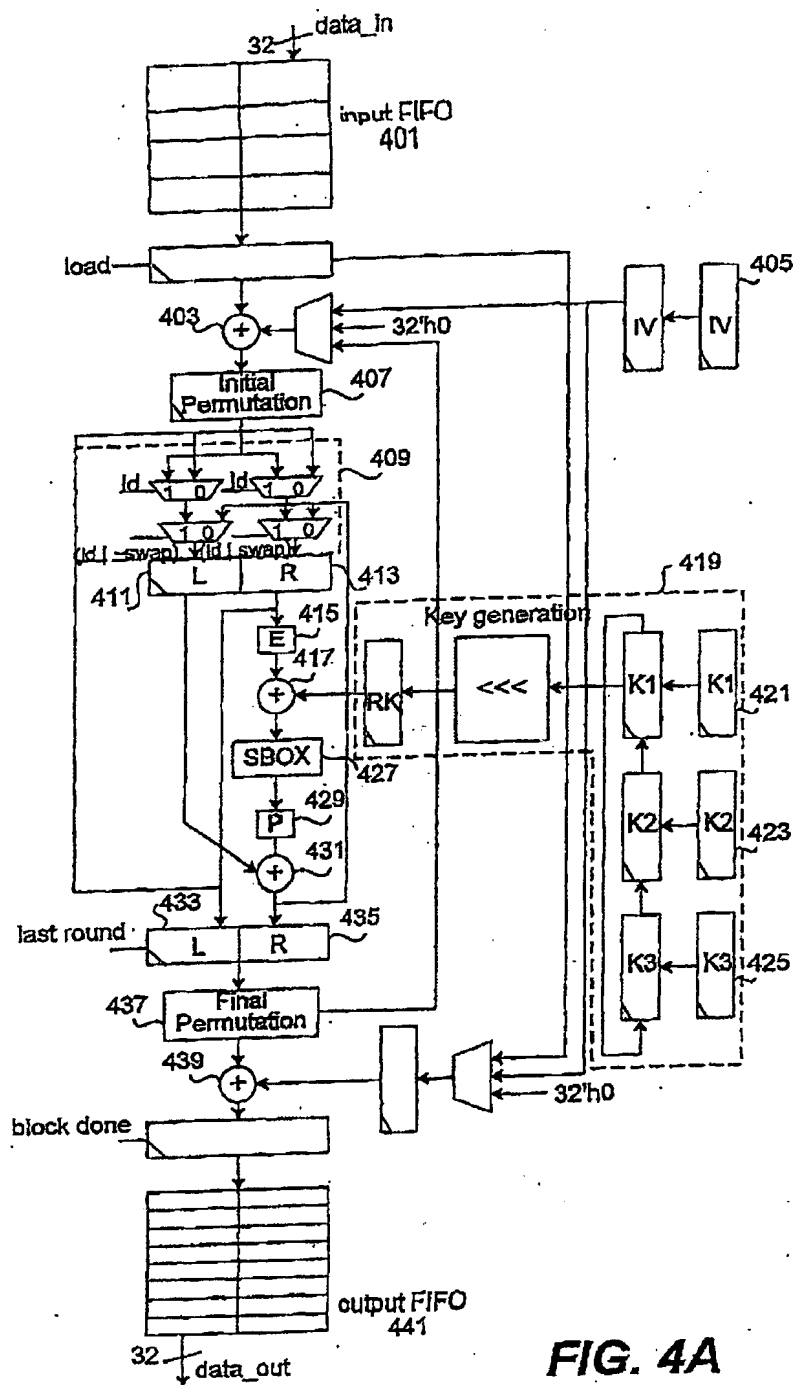 data_in
32
input FIFO
401
load
405
IV
IV
403
+
32'h0
Initial
Permutation
407
409
ld
1 0
ld
1 0
1 0
1 0
(ld | ~swap)
(ld | swap)
411
L
R
413
419
415
E
Key generation
417
+
RK
<<<
K1
K1
421
SBOX
427
429
P
K2
K2
423
431
+
433
last round
L
R
435
K3
K3
425
437
Final
Permutation
439
+
32'h0
block done
output FIFO
441
32
data_out
FIG. 4A